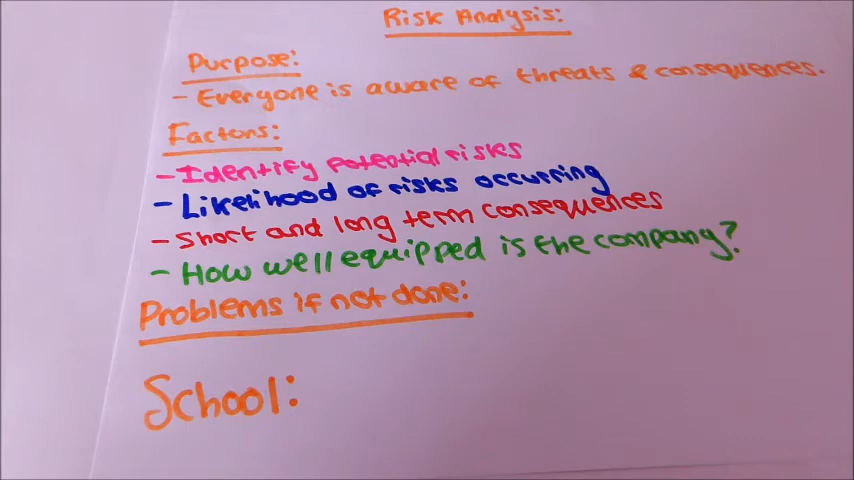 Risk Analysis:
Purpose:
- Everyone is aware of threats & consequences.
Factors:
- Identify potential risks
- Likelihood of risks occurring
- Short and long term consequences
- How well equipped is the company?
Problems if not done:
School: